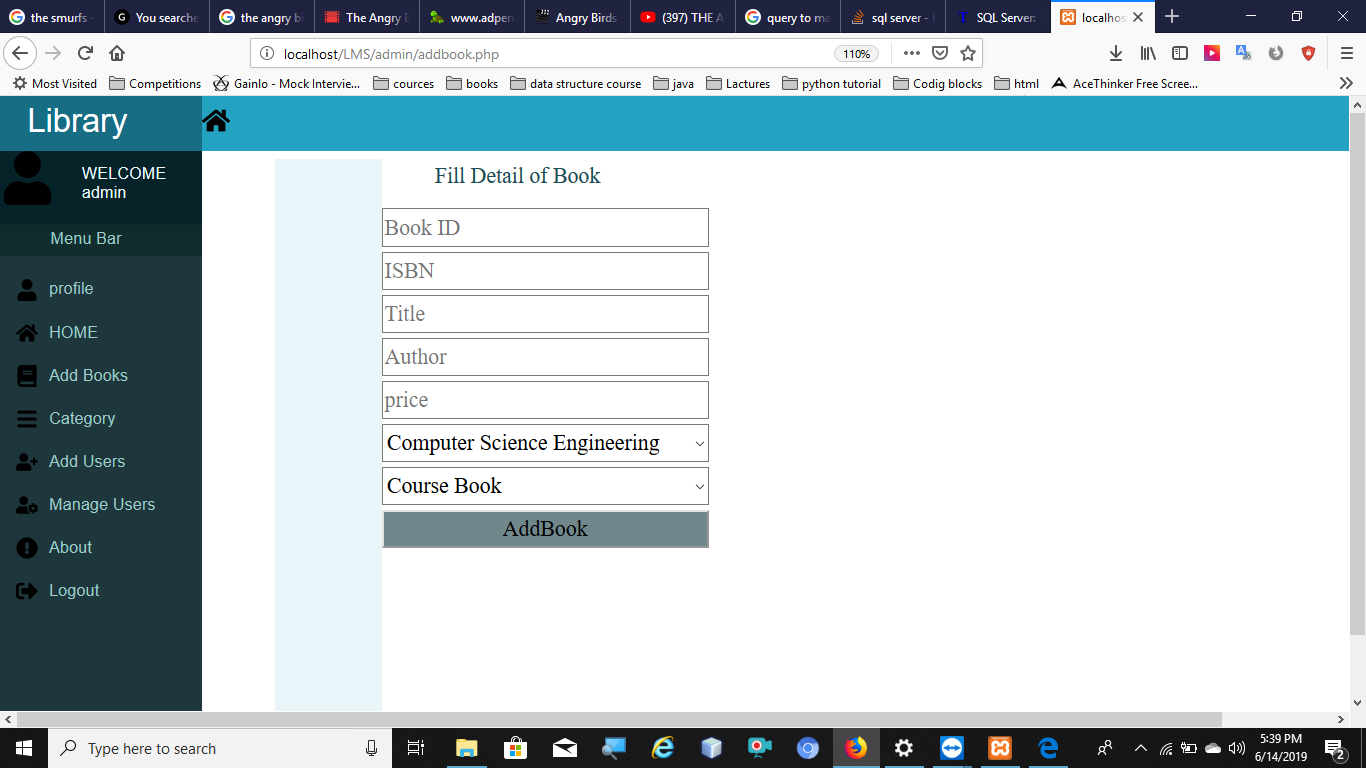 the smurfs -
You searche
the angry bi
The Angry B
www.adpen
Angry Birds
(397) THE A
query to ma
sql server -
SQL Server:
localhos
localhost/LMS/admin/addbook.php
110%
Most Visited
Competitions
Gainlo - Mock Intervie...
cources
books
data structure course
java
Lactures
python tutorial
Codig blocks
html
AceThinker Free Scree...
Library
WELCOME
admin
Menu Bar
profile
HOME
Add Books
Category
Add Users
Manage Users
About
Logout
Fill Detail of Book
Book ID
ISBN
Title
Author
price
Computer Science Engineering
Course Book
AddBook
Type here to search
5:39 PM
6/14/2019
2